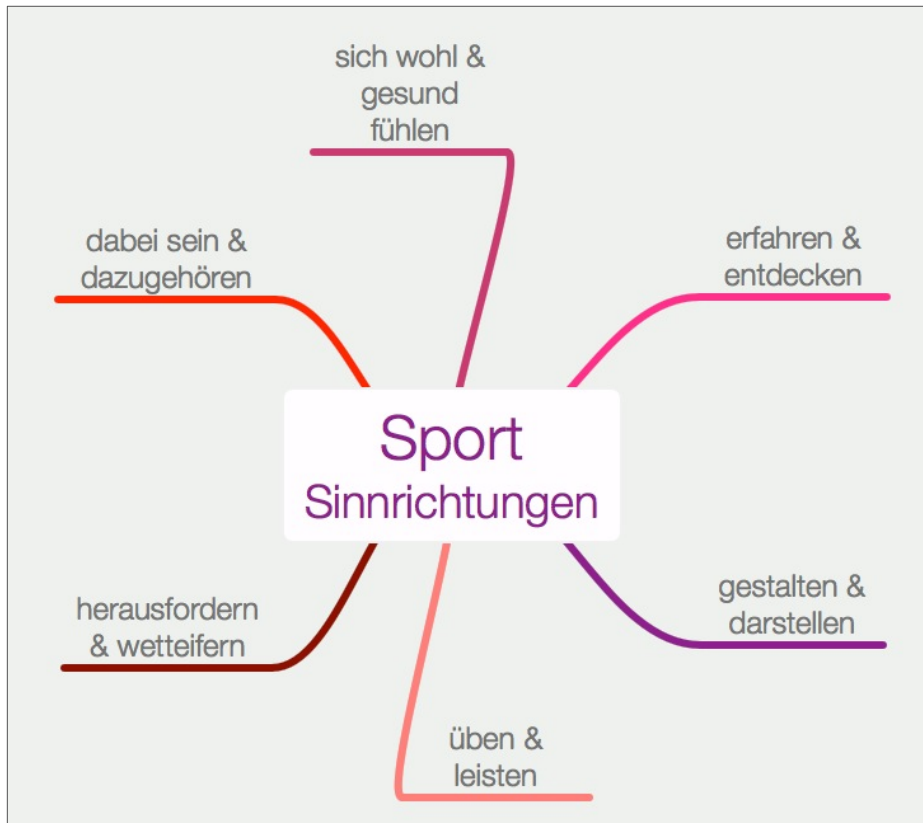 sich wohl &
gesund
fühlen
dabei sein &
dazugehören
erfahren &
entdecken
Sport
Sinnrichtungen
herausfordern
& wetteifern
gestalten &
darstellen
üben &
leisten